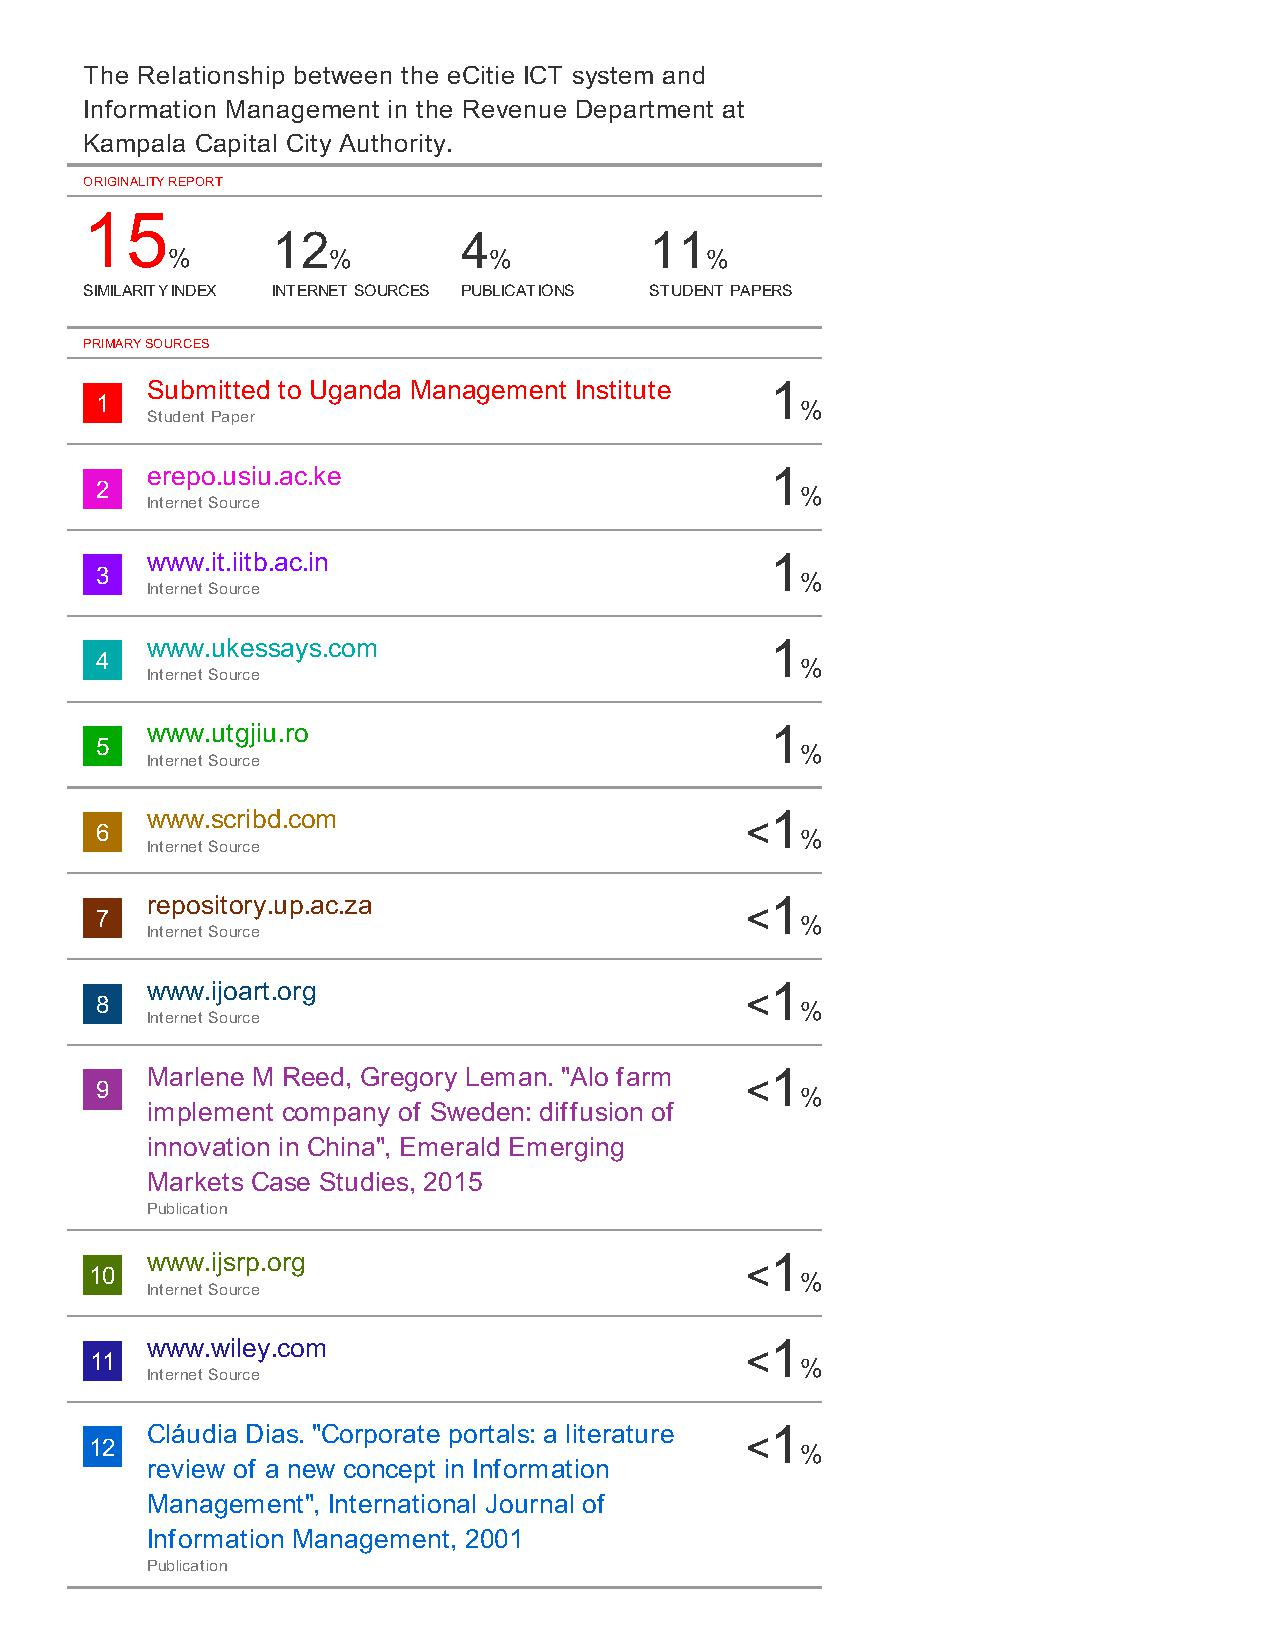 The Relationship between the eCitie ICT system and
Information Management in the Revenue Department at
Kampala Capital City Authority.
ORIGINALITY REPORT
15% 12% 4% 11%
SIMILARITY INDEX INTERNET SOURCES PUBLICATIONS STUDENT PAPERS
PRIMARY SOURCES
1 Submitted to Uganda Management Institute 1%
Student Paper
2 erepo.usiu.ac.ke 1%
Internet Source
3 www.it.iitb.ac.in 1%
Internet Source
4 www.ukessays.com 1%
Internet Source
5 www.utgjiu.ro 1%
Internet Source
6 www.scribd.com <1%
Internet Source
7 repository.up.ac.za <1%
Internet Source
8 www.ijoart.org <1%
Internet Source
9 Marlene M Reed, Gregory Leman. "Alo farm <1%
implement company of Sweden: diffusion of
innovation in China", Emerald Emerging
Markets Case Studies, 2015
Publication
10 www.ijsrp.org <1%
Internet Source
11 www.wiley.com <1%
Internet Source
12 Cláudia Dias. "Corporate portals: a literature <1%
review of a new concept in Information
Management", International Journal of
Information Management, 2001
Publication